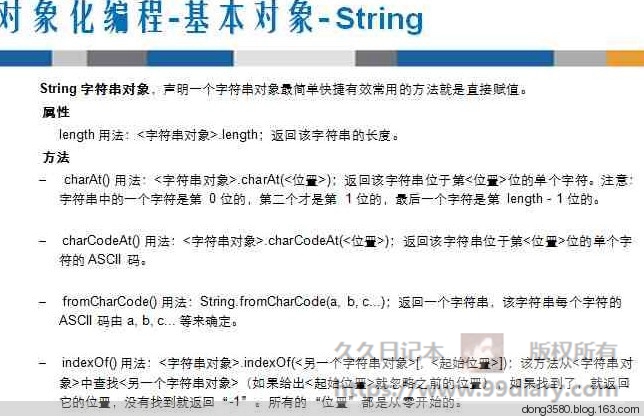 对象化编程-基本对象-String
String 字符串对象，声明一个字符串对象最简单快捷有效常用的方法就是直接赋值。
属性
length 用法：<字符串对象>.length；返回该字符串的长度。
方法
– charAt() 用法：<字符串对象>.charAt(<位置>)；返回该字符串位于第<位置>位的单个字符。注意：
字符串中的一个字符是第 0 位的，第二个才是第 1 位的，最后一个字符是第 length - 1 位的。
– charCodeAt() 用法：<字符串对象>.charCodeAt(<位置>)；返回该字符串位于第<位置>位的单个字
符的 ASCII 码。
– fromCharCode() 用法：String.fromCharCode(a, b, c...)；返回一个字符串，该字符串每个字符的
ASCII 码由 a, b, c... 等来确定。
久久日记本 版权所有
– indexOf() 用法：<字符串对象>.indexOf(<另一个字符串对象>[, <起始位置>])；该方法从<字符串对
象>中查找<另一个字符串对象>（如果给出<起始位置>就忽略之前的位置），如果找到了，就返回
https://www.99diary.com
它的位置，没有找到就返回“-1”。所有的“位置”都是从零开始的。
dong3580.blog.163.co